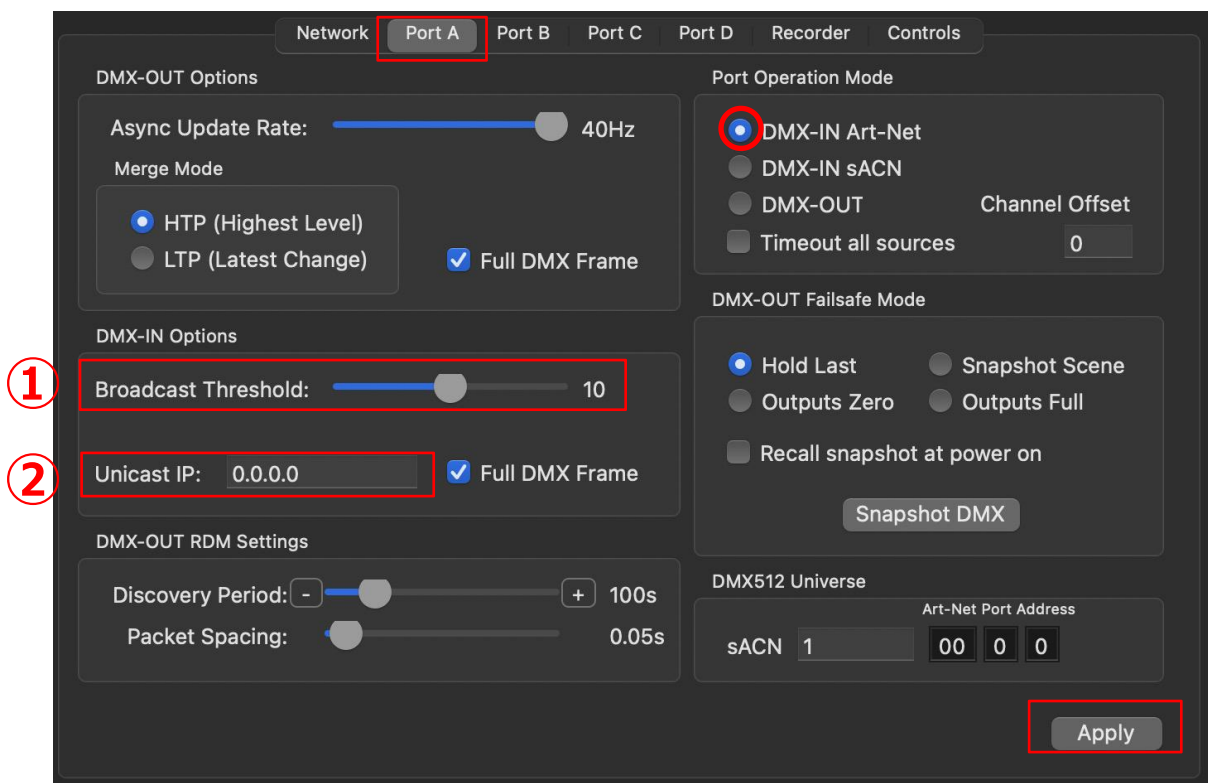 Network Port A Port B Port C Port D Recorder Controls
DMX-OUT Options
Async Update Rate: 40Hz
Merge Mode
HTP (Highest Level)
LTP (Latest Change)
Full DMX Frame
DMX-IN Options
① Broadcast Threshold: 10
② Unicast IP: 0.0.0.0 Full DMX Frame
DMX-OUT RDM Settings
Discovery Period: - + 100s
Packet Spacing: 0.05s
Port Operation Mode
DMX-IN Art-Net
DMX-IN sACN
DMX-OUT Channel Offset
Timeout all sources 0
DMX-OUT Failsafe Mode
Hold Last Snapshot Scene
Outputs Zero Outputs Full
Recall snapshot at power on
Snapshot DMX
DMX512 Universe
Art-Net Port Address
sACN 1 00 0 0
Apply